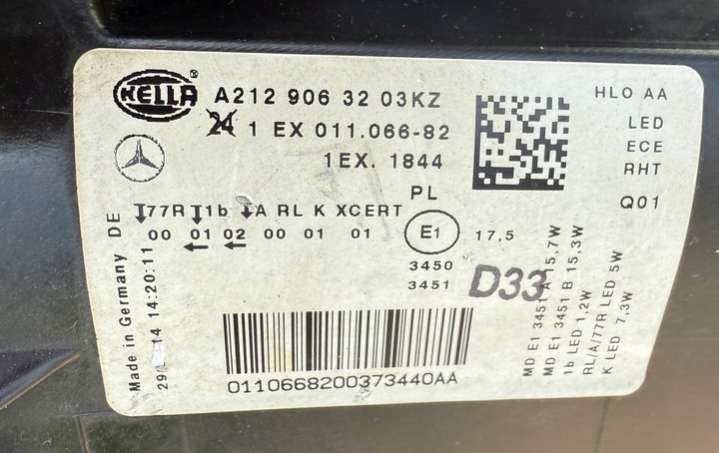 HELLA ® A212 906 32 03KZ
24 1 EX 011.066-82
1EX. 1844
HLO AA
LED
ECE
RHT
Q01
PL
77R 1b A RL K XCERT
00 01 02 00 01 01
E1 17,5
3450
3451
D33
Made in Germany DE
14 14:20:11
MD E1 3451 A 15,7W
MD E1 3451 B 15,3W
1b LED 1,2W
RL/A/77R LED 5W
K LED 7,3W
0110668200373440AA